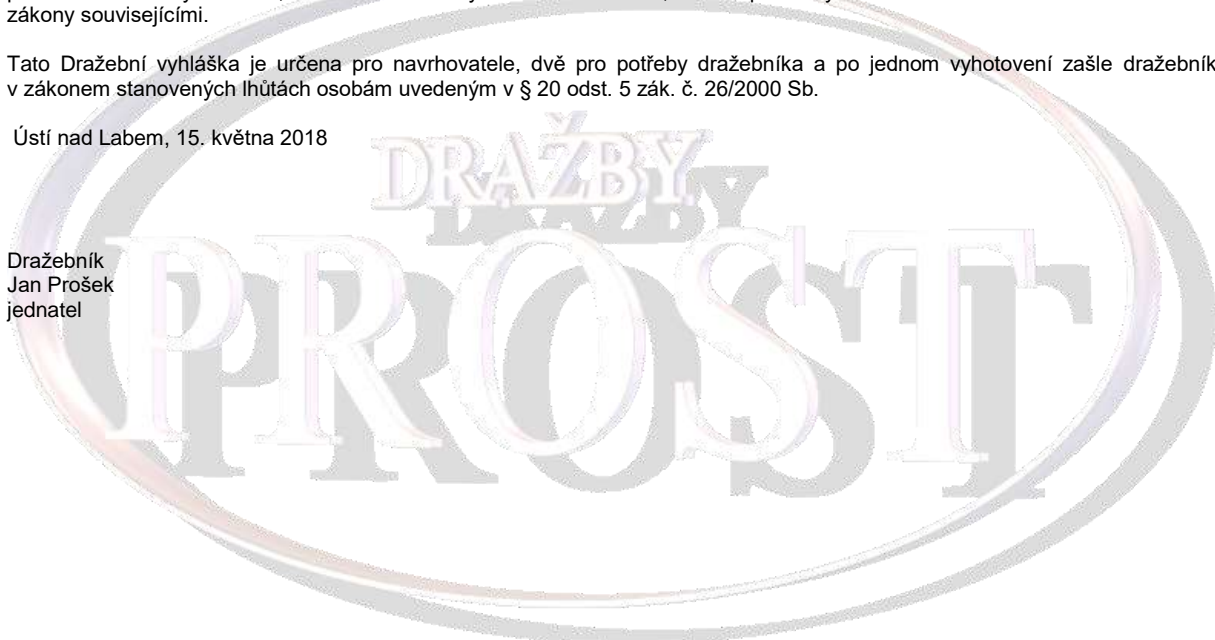 zákony souvisejícími.
Tato Dražební vyhláška je určena pro navrhovatele, dvě pro potřeby dražebníka a po jednom vyhotovení zašle dražebník
v zákonem stanovených lhůtách osobám uvedeným v § 20 odst. 5 zák. č. 26/2000 Sb.
Ústí nad Labem, 15. května 2018
DRAŽBY
PROST
Dražebník
Jan Prošek
jednatel